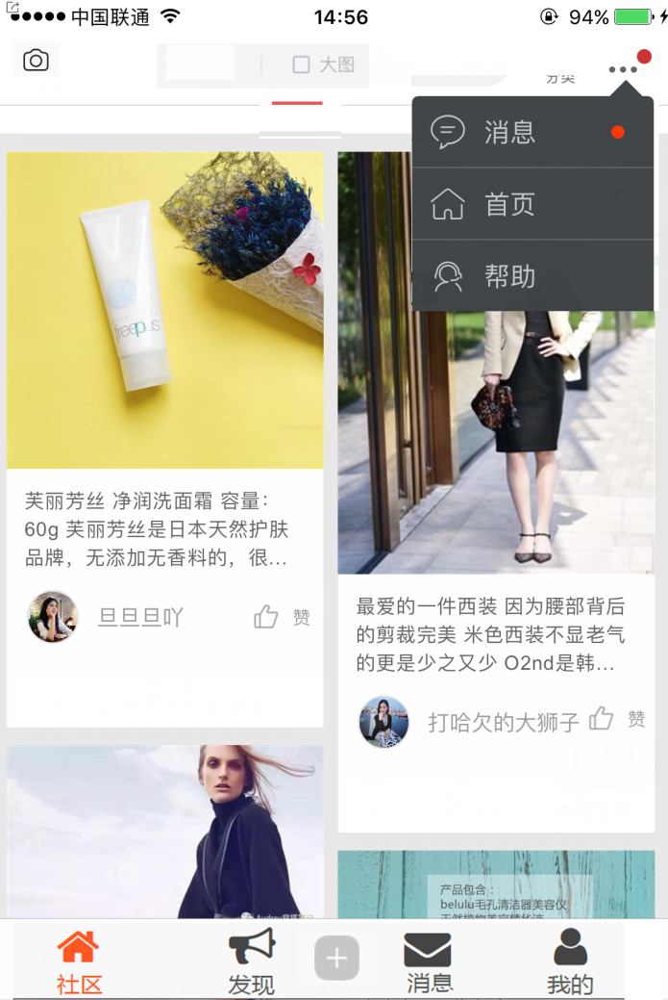 中国联通
14:56
94%
大图
分类
消息
首页
帮助
freeplus
芙丽芳丝 净润洗面霜 容量：
60g 芙丽芳丝是日本天然护肤
品牌，无添加无香料的，很...
旦旦旦吖
赞
最爱的一件西装 因为腰部背后
的剪裁完美 米色西装不显老气
的更是少之又少 O2nd是韩...
打哈欠的大狮子
赞
产品包含：
belulu毛孔清洁器美容仪
社区
发现
消息
我的